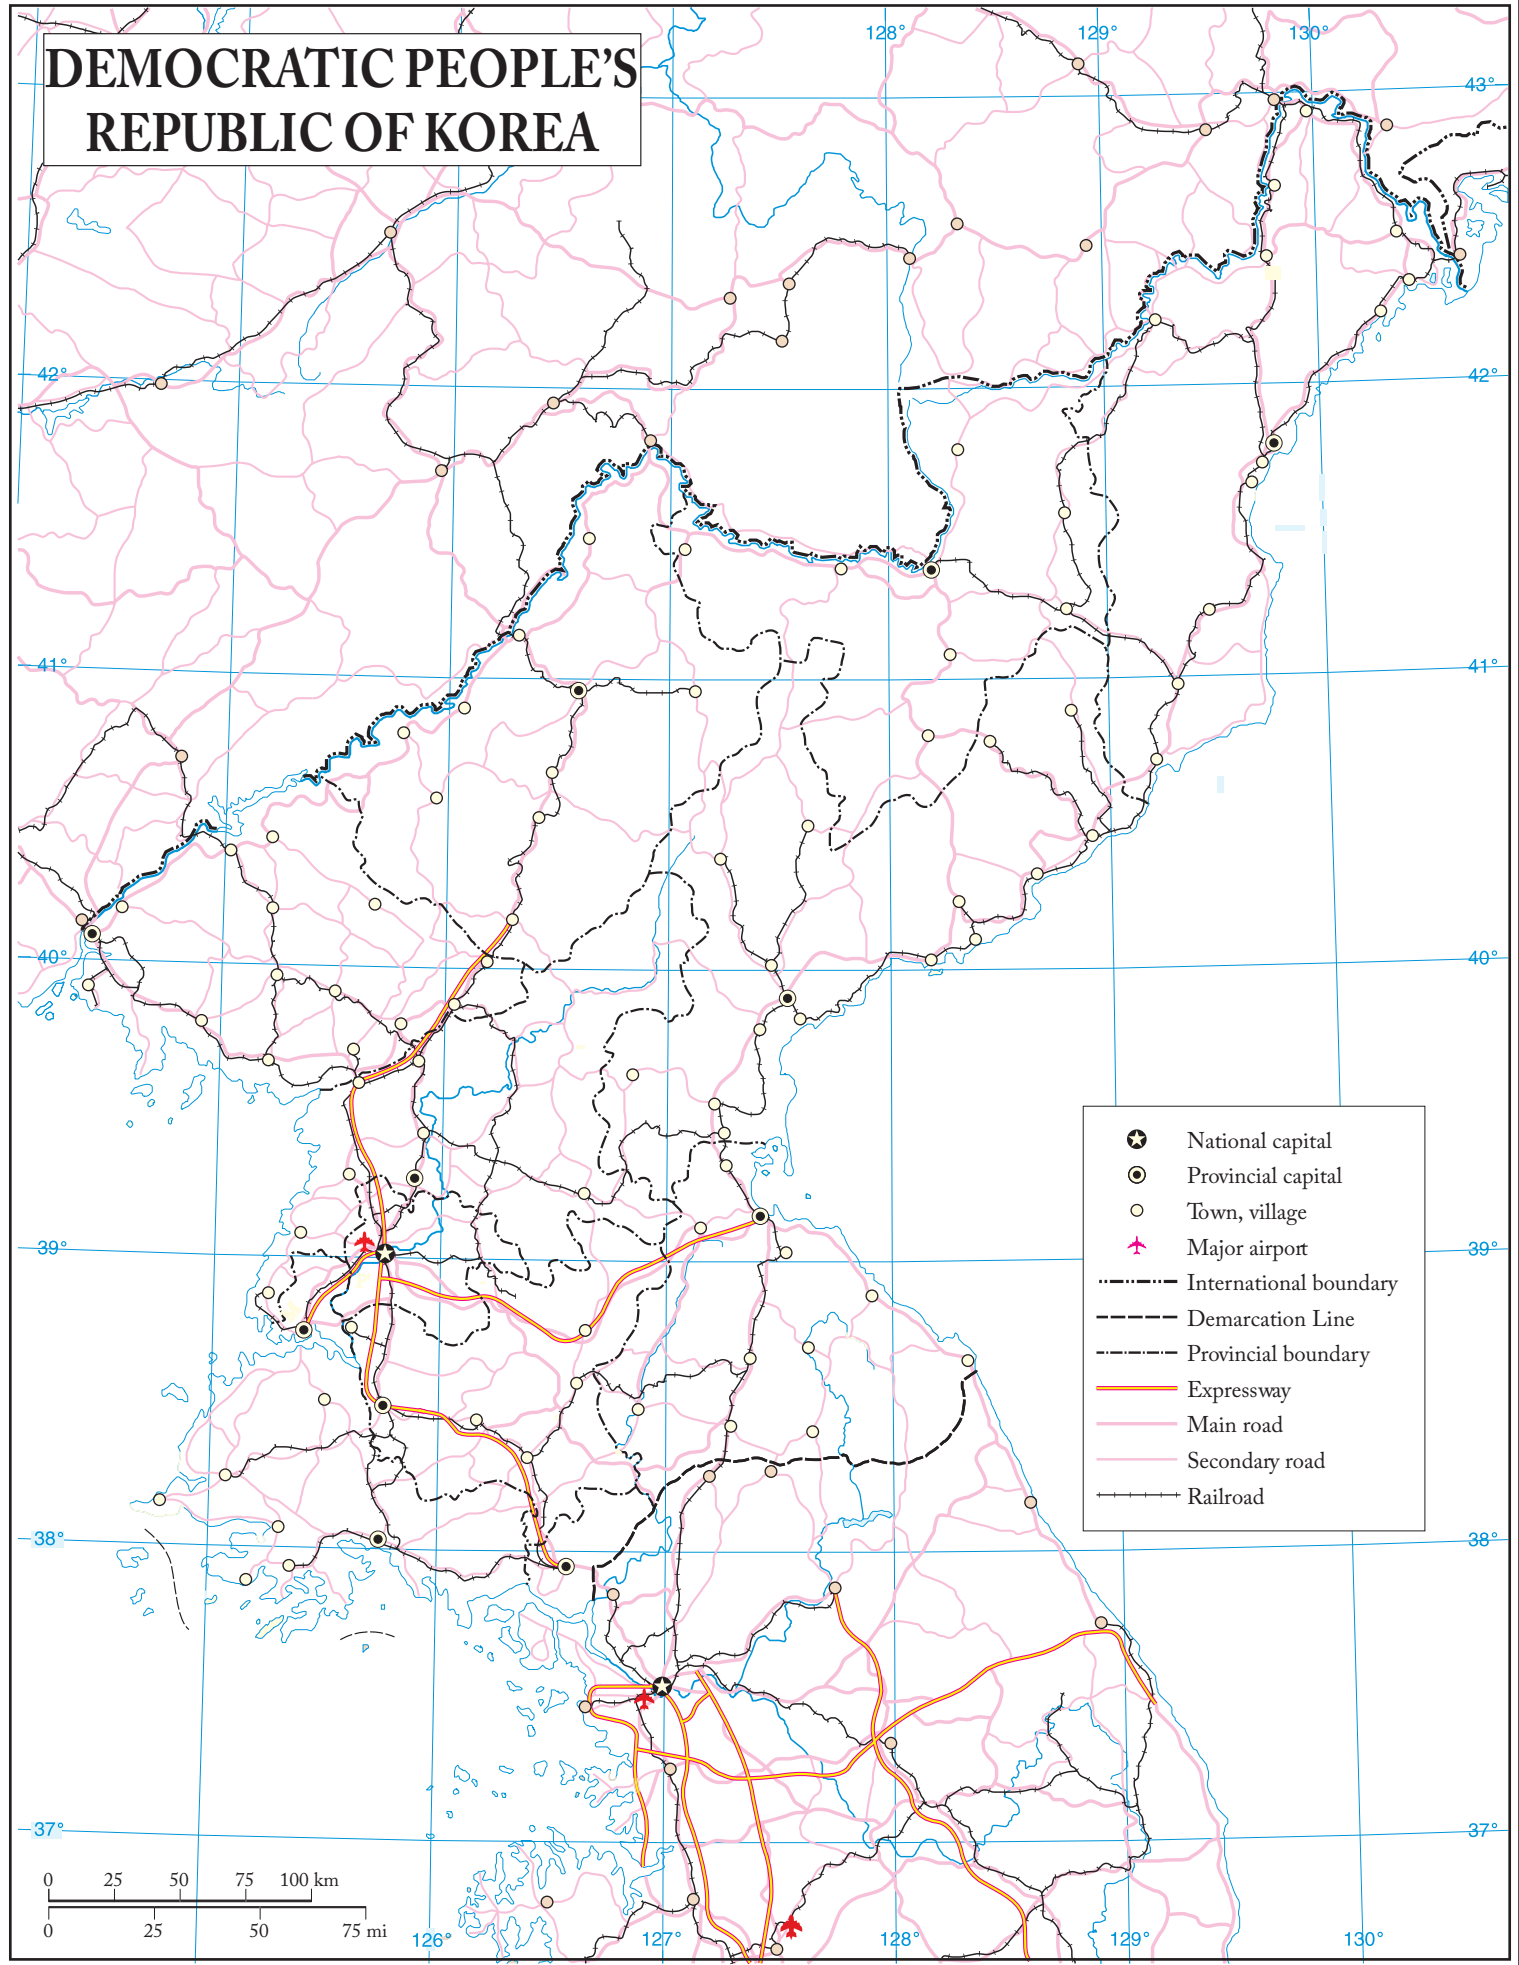 DEMOCRATIC PEOPLE'S
REPUBLIC OF KOREA
128°
129°
130°
43°
42°
42°
41°
41°
40°
40°
39°
39°
38°
38°
37°
37°
126°
127°
128°
129°
130°
National capital
Provincial capital
Town, village
Major airport
International boundary
Demarcation Line
Provincial boundary
Expressway
Main road
Secondary road
Railroad
0 25 50 75 100 km
0 25 50 75 mi